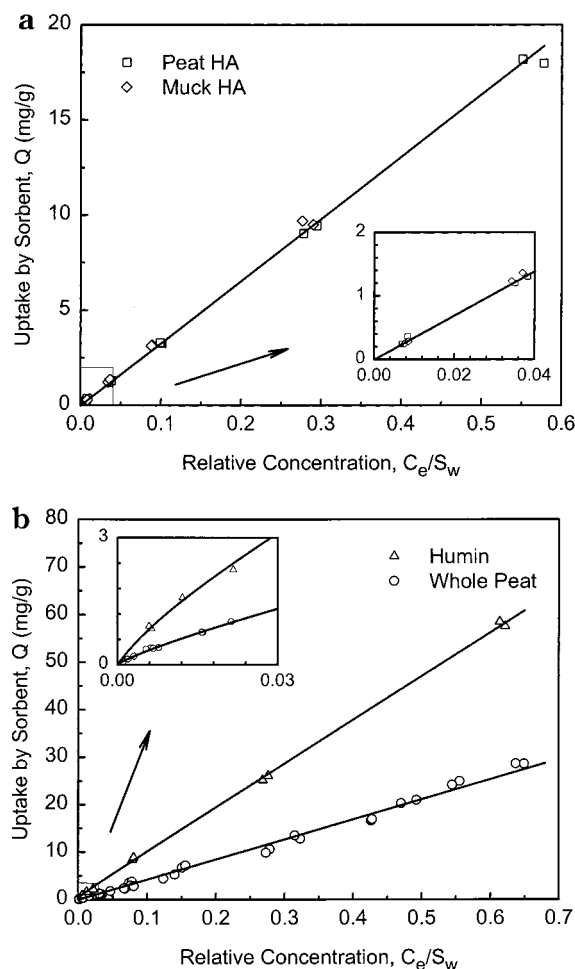 a
20
15
10
5
0
Uptake by Sorbent, Q (mg/g)
Peat HA
Muck HA
2
1
0
0.00 0.02 0.04
0.0 0.1 0.2 0.3 0.4 0.5 0.6
Relative Concentration, Ce/Sw
b
80
70
60
50
40
30
20
10
0
Uptake by Sorbent, Q (mg/g)
3
0
0.00 0.03
Humin
Whole Peat
0.0 0.1 0.2 0.3 0.4 0.5 0.6 0.7
Relative Concentration, Ce/Sw